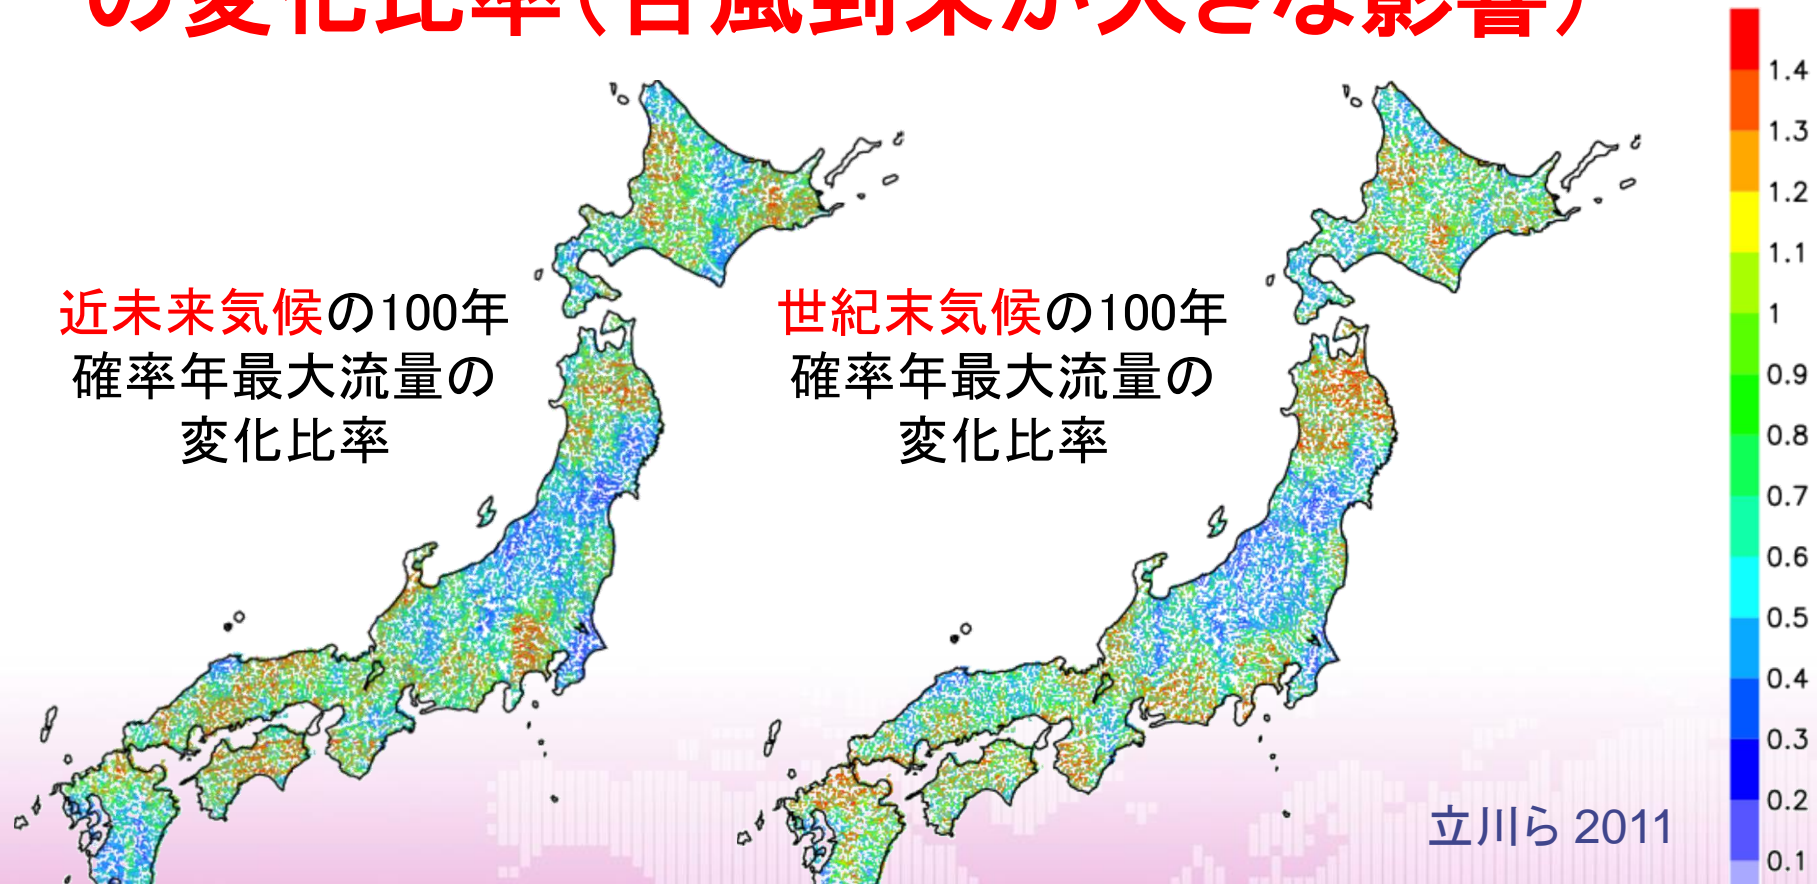 の変化比率(台風到来が大きな影響)
近未来気候の100年
確率年最大流量の
変化比率
世紀末気候の100年
確率年最大流量の
変化比率
1.4
1.3
1.2
1.1
1
0.9
0.8
0.7
0.6
0.5
0.4
0.3
0.2
0.1
立川ら 2011